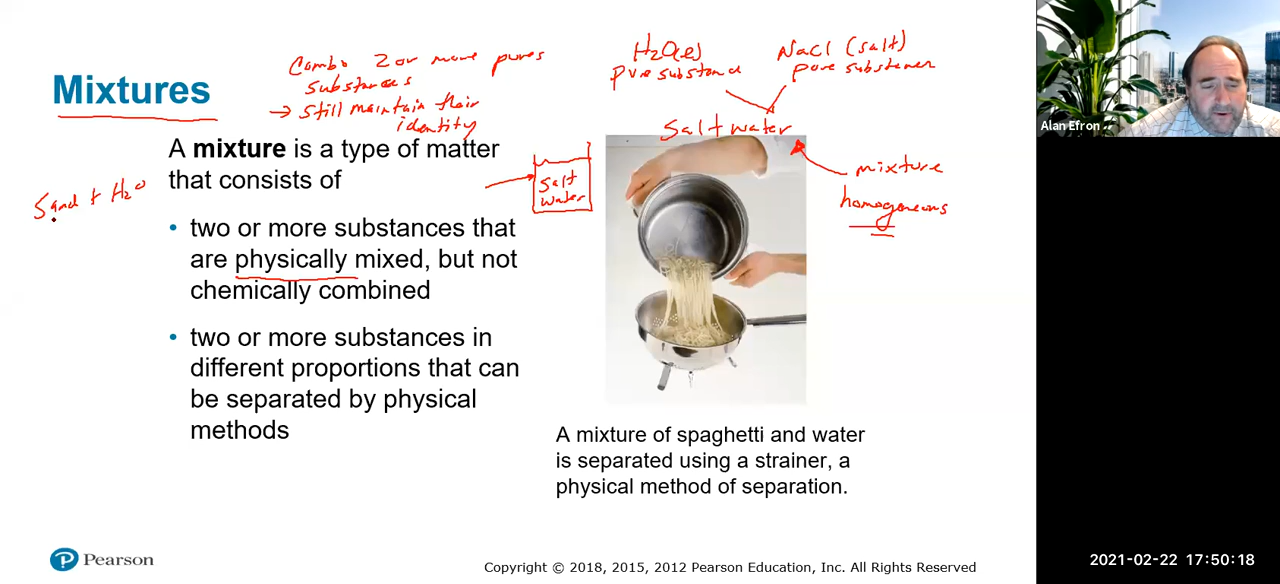 Mixtures
Combo 2 or more pures
substances
→ still maintain their
identity
H2O(l)
pure substance
NaCl (salt)
pure substance
Salt water
mixture
homogeneous
Salt
water
Sand + H2O
A mixture is a type of matter
that consists of
• two or more substances that
are physically mixed, but not
chemically combined
• two or more substances in
different proportions that can
be separated by physical
methods
A mixture of spaghetti and water
is separated using a strainer, a
physical method of separation.
Pearson
Copyright © 2018, 2015, 2012 Pearson Education, Inc. All Rights Reserved
Alan Efron
2021-02-22 17:50:18